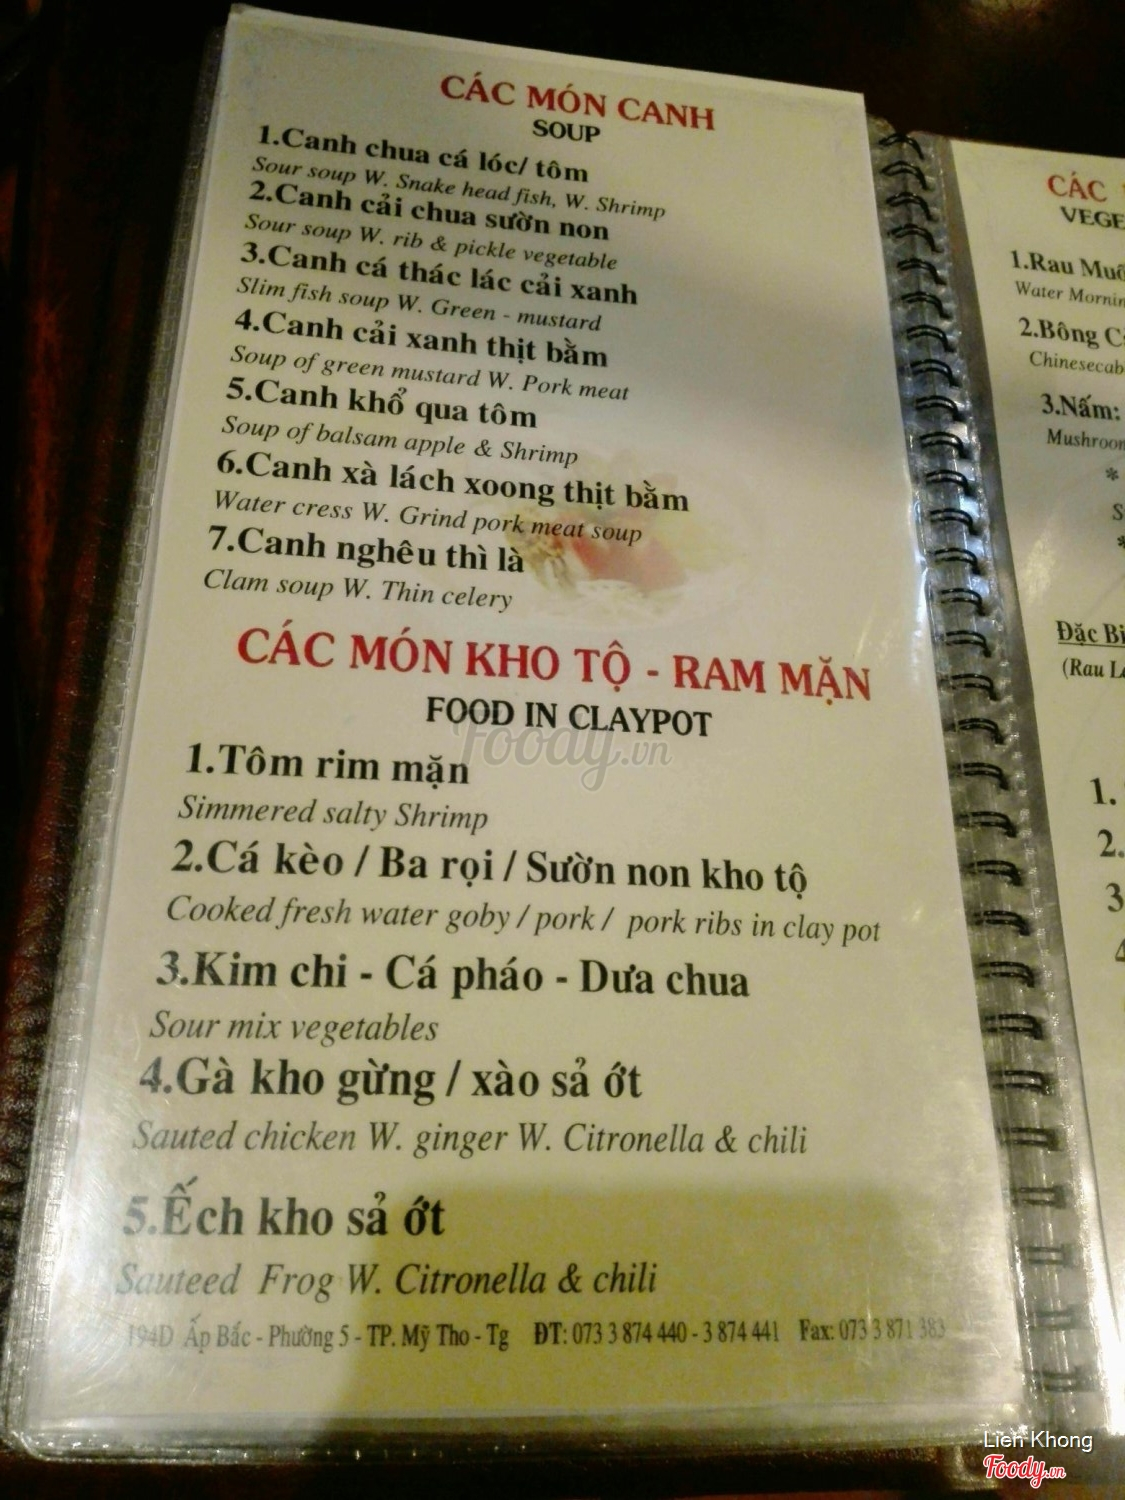 CÁC MÓN CANH
SOUP
1.Canh chua cá lóc/ tôm
Sour soup W. Snake head fish, W. Shrimp
2.Canh cải chua sườn non
Sour soup W. rib & pickle vegetable
3.Canh cá thác lác cải xanh
Slim fish soup W. Green - mustard
4.Canh cải xanh thịt bằm
Soup of green mustard W. Pork meat
5.Canh khổ qua tôm
Soup of balsam apple & Shrimp
6.Canh xà lách xoong thịt bằm
Water cress W. Grind pork meat soup
7.Canh nghêu thì là
Clam soup W. Thin celery
CÁC MÓN KHO TỘ - RAM MẶN
FOOD IN CLAYPOT
Foody.vn
1.Tôm rim mặn
Simmered salty Shrimp
2.Cá kèo / Ba rọi / Sườn non kho tộ
Cooked fresh water goby / pork / pork ribs in clay pot
3.Kim chi - Cá pháo - Dưa chua
Sour mix vegetables
4.Gà kho gừng / xào sả ớt
Sauted chicken W. ginger W. Citronella & chili
5.Ếch kho sả ớt
Sauteed Frog W. Citronella & chili
194D Ấp Bắc - Phường 5 - TP. Mỹ Tho - Tg ĐT: 073 3 874 440 - 3 874 441 Fax: 073 3 871 383
CÁC
VEGE
1.Rau Muố
Water Mornin
2.Bông C
Chinesecab
3.Nấm:
Mushroom
*
S
*
Đặc Bi
(Rau L
1.
2.
3
4
Lien Khong
Foody.vn